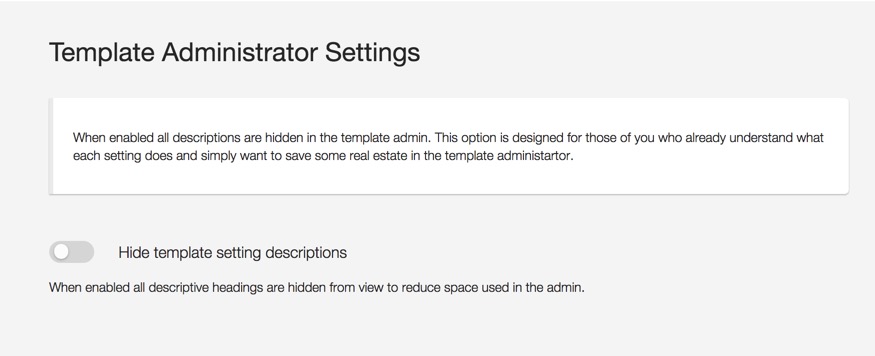 Template Administrator Settings
When enabled all descriptions are hidden in the template admin. This option is designed for those of you who already understand what
each setting does and simply want to save some real estate in the template administartor.
Hide template setting descriptions
When enabled all descriptive headings are hidden from view to reduce space used in the admin.